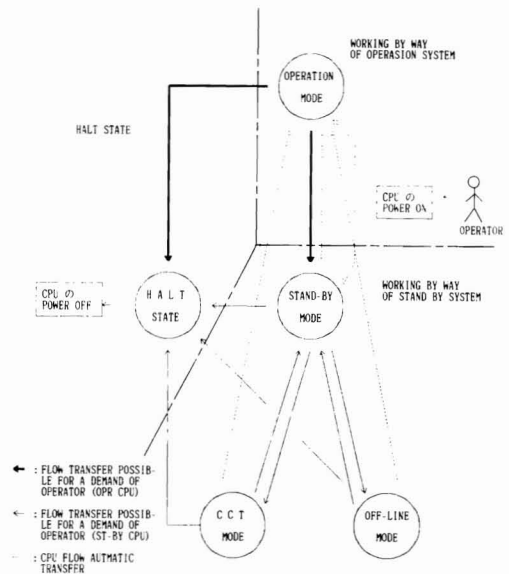 WORKING BY WAY
OF OPERASION SYSTEM
OPERATION
MODE
HALT STATE
CPU の
POWER ON
OPERATOR
CPU の
POWER OFF
H A L T
STATE
STAND-BY
MODE
WORKING BY WAY
OF STAND BY SYSTEM
: FLOW TRANSFER POSSIB-
LE FOR A DEMAND OF
OPERATOR (OPR CPU)
: FLOW TRANSFER POSSIB-
LE FOR A DEMAND OF
OPERATOR (ST-BY CPU)
: CPU FLOW AUTMATIC
TRANSFER
C C T
MODE
OFF-LINE
MODE